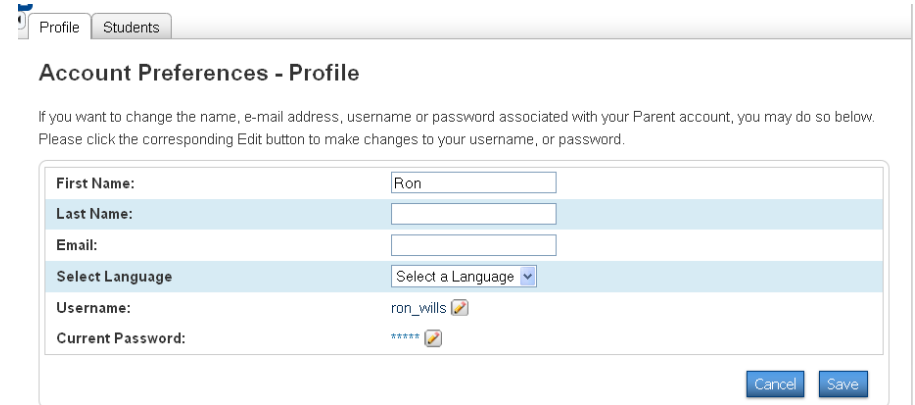 Profile Students
Account Preferences - Profile
If you want to change the name, e-mail address, username or password associated with your Parent account, you may do so below.
Please click the corresponding Edit button to make changes to your username, or password.
First Name: Ron
Last Name:
Email:
Select Language Select a Language
Username: ron_wills
Current Password: *****
Cancel Save